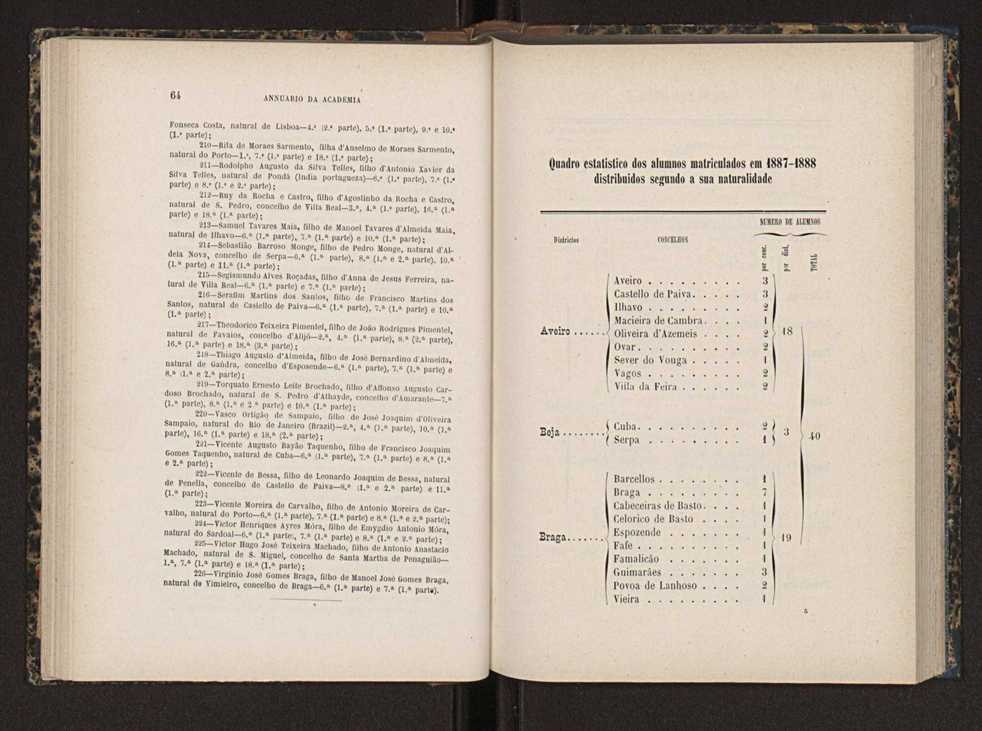 64
ANNUARIO DA ACADEMIA
Fonseca Costa, natural de Lisboa—4.ª (2.ª parte), 5.ª (1.ª parte), 9.ª e 10.ª
(1.ª parte);
210—Rita de Moraes Sarmento, filha d'Anselmo de Moraes Sarmento,
natural do Porto—1.ª, 7.ª (1.ª parte) e 18.ª (1.ª parte);
211—Rodolpho Augusto da Silva Telles, filho d'Antonio Xavier da
Silva Telles, natural de Pondá (India portugueza)—6.ª (1.ª parte), 7.ª (1.ª
parte) e 8.ª (1.ª e 2.ª parte);
212—Ruy da Rocha e Castro, filho d'Agostinho da Rocha e Castro,
natural de S. Pedro, concelho de Villa Real—3.ª, 4.ª (1.ª parte), 16.ª (1.ª
parte) e 18.ª (1.ª parte);
213—Samuel Tavares Maia, filho de Manoel Tavares d'Almeida Maia,
natural de Ilhavo—6.ª (1.ª parte), 7.ª (1.ª parte) e 10.ª (1.ª parte);
214—Sebastião Barroso Monge, filho de Pedro Monge, natural d'Al-
deia Nova, concelho de Serpa—6.ª (1.ª parte), 8.ª (1.ª e 2.ª parte), 10.ª
(1.ª parte) e 11.ª (1.ª parte);
215—Segismundo Alves Roçadas, filho d'Anna de Jesus Ferreira, na-
tural de Villa Real—6.ª (1.ª parte) e 7.ª (1.ª parte);
216—Serafim Martins dos Santos, filho de Francisco Martins dos
Santos, natural de Castello de Paiva—6.ª (1.ª parte), 7.ª (1.ª parte) e 10.ª
(1.ª parte);
217—Theodorico Teixeira Pimentel, filho de João Rodrigues Pimentel,
natural de Favaios, concelho d'Alijó—2.ª, 4.ª (1.ª parte), 8.ª (2.ª parte),
16.ª (1.ª parte) e 18.ª (3.ª parte);
218—Thiago Augusto d'Almeida, filho de José Bernardino d'Almeida,
natural de Gandra, concelho d'Esposende—6.ª (1.ª parte), 7.ª (1.ª parte) e
8.ª (1.ª e 2.ª parte);
219—Torquato Ernesto Leite Brochado, filho d'Affonso Augusto Car-
doso Brochado, natural de S. Pedro d'Athayde, concelho d'Amarante—7.ª
(1.ª parte), 8.ª (1.ª e 2.ª parte) e 10.ª (1.ª parte);
220—Vasco Ortigão de Sampaio, filho de José Joaquim d'Oliveira
Sampaio, natural do Rio de Janeiro (Brazil)—2.ª, 4.ª (1.ª parte), 10.ª (1.ª
parte), 16.ª (1.ª parte) e 18.ª (2.ª parte);
221—Vicente Augusto Bayão Taquenho, filho de Francisco Joaquim
Gomes Taquenho, natural de Cuba—6.ª (1.ª parte), 7.ª (1.ª parte) e 8.ª (1.ª
e 2.ª parte);
222—Vicente de Bessa, filho de Leonardo Joaquim de Bessa, natural
de Penella, concelho de Castello de Paiva—8.ª (1.ª e 2.ª parte) e 11.ª
(1.ª parte);
223—Vicente Moreira de Carvalho, filho de Antonio Moreira de Car-
valho, natural do Porto—6.ª (1.ª parte), 7.ª (1.ª parte) e 8.ª (1.ª e 2.ª parte);
224—Victor Henriques Ayres Móra, filho de Emygdio Antonio Móra,
natural do Sardoal—6.ª (1.ª parte), 7.ª (1.ª parte) e 8.ª (1.ª e 2.ª parte);
225—Victor Hugo José Teixeira Machado, filho de Antonio Anastacio
Machado, natural de S. Miguel, concelho de Santa Martha de Penaguião—
1.ª, 7.ª (1.ª parte) e 18.ª (1.ª parte);
226—Virginio José Gomes Braga, filho de Manoel José Gomes Braga,
natural de Vimieiro, concelho de Braga—6.ª (1.ª parte) e 7.ª (1.ª parte).
Quadro estatistico dos alumnos matriculados em 1887-1888
distribuidos segundo a sua naturalidade
NUMERO DE ALUMNOS
Districtos CONCELHOS por conc. por dist. TOTAL
Aveiro . . . . . . . . . 3
Castello de Paiva . . . . . 3
Ilhavo . . . . . . . . . 2
Macieira de Cambra . . . . 1
Aveiro . . . . . . Oliveira d'Azemeis . . . . 2 18
Ovar . . . . . . . . . . 2
Sever do Vouga . . . . . 1
Vagos . . . . . . . . . 2
Villa da Feira . . . . . . 2
Cuba . . . . . . . . . 2
Beja . . . . . . . . 3 40
Serpa . . . . . . . . . 1
Barcellos . . . . . . . . 1
Braga . . . . . . . . . 7
Cabeceiras de Basto . . . . 1
Celorico de Basto . . . . 1
Espozende . . . . . . . 1
Braga . . . . . . . 19
Fafe . . . . . . . . . . 1
Famalicão . . . . . . . 1
Guimarães . . . . . . . 3
Povoa de Lanhoso . . . . 2
Vieira . . . . . . . . . 1
5